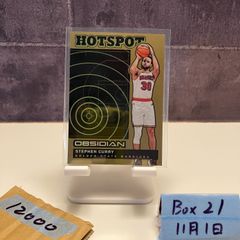 HOTSPOT
30
OBSIDIAN
STEPHEN CURRY
GOLDEN STATE WARRIORS
12000
Box 21
11月1日